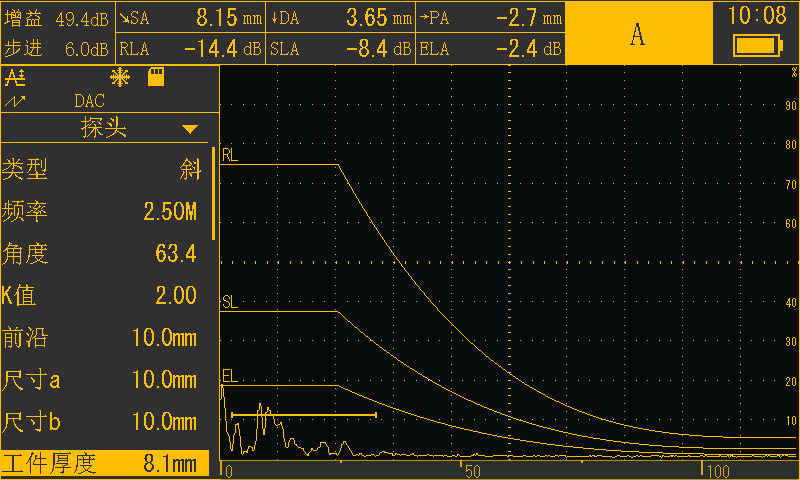 增益 49.4dB ↘SA 8.15 mm ↓DA 3.65 mm →PA -2.7 mm A 10:08
步进 6.0dB RLA -14.4 dB SLA -8.4 dB ELA -2.4 dB
DAC
探头
类型 斜
频率 2.50M
角度 63.4
K值 2.00
前沿 10.0mm
尺寸a 10.0mm
尺寸b 10.0mm
工件厚度 8.1mm
RL
SL
EL
%
90
80
70
60
50
40
30
20
10
0 50 100